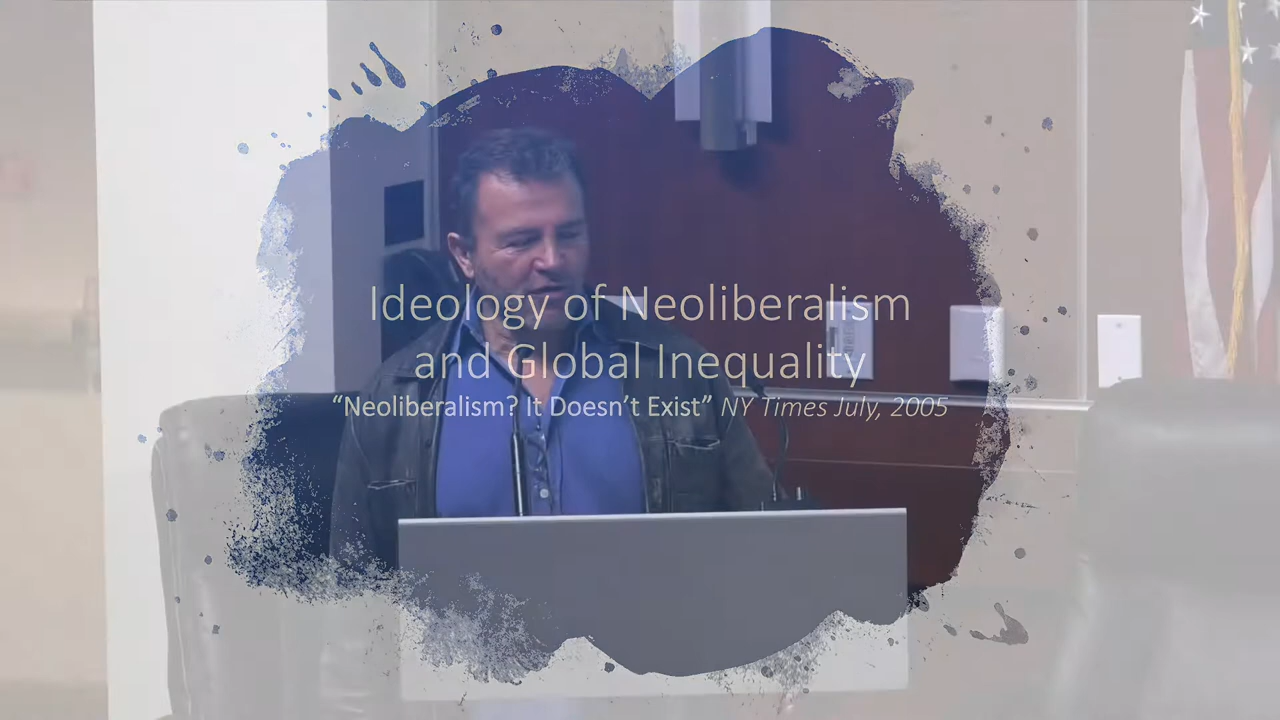 Ideology of Neoliberalism
and Global Inequality
“Neoliberalism? It Doesn’t Exist” NY Times July, 2005